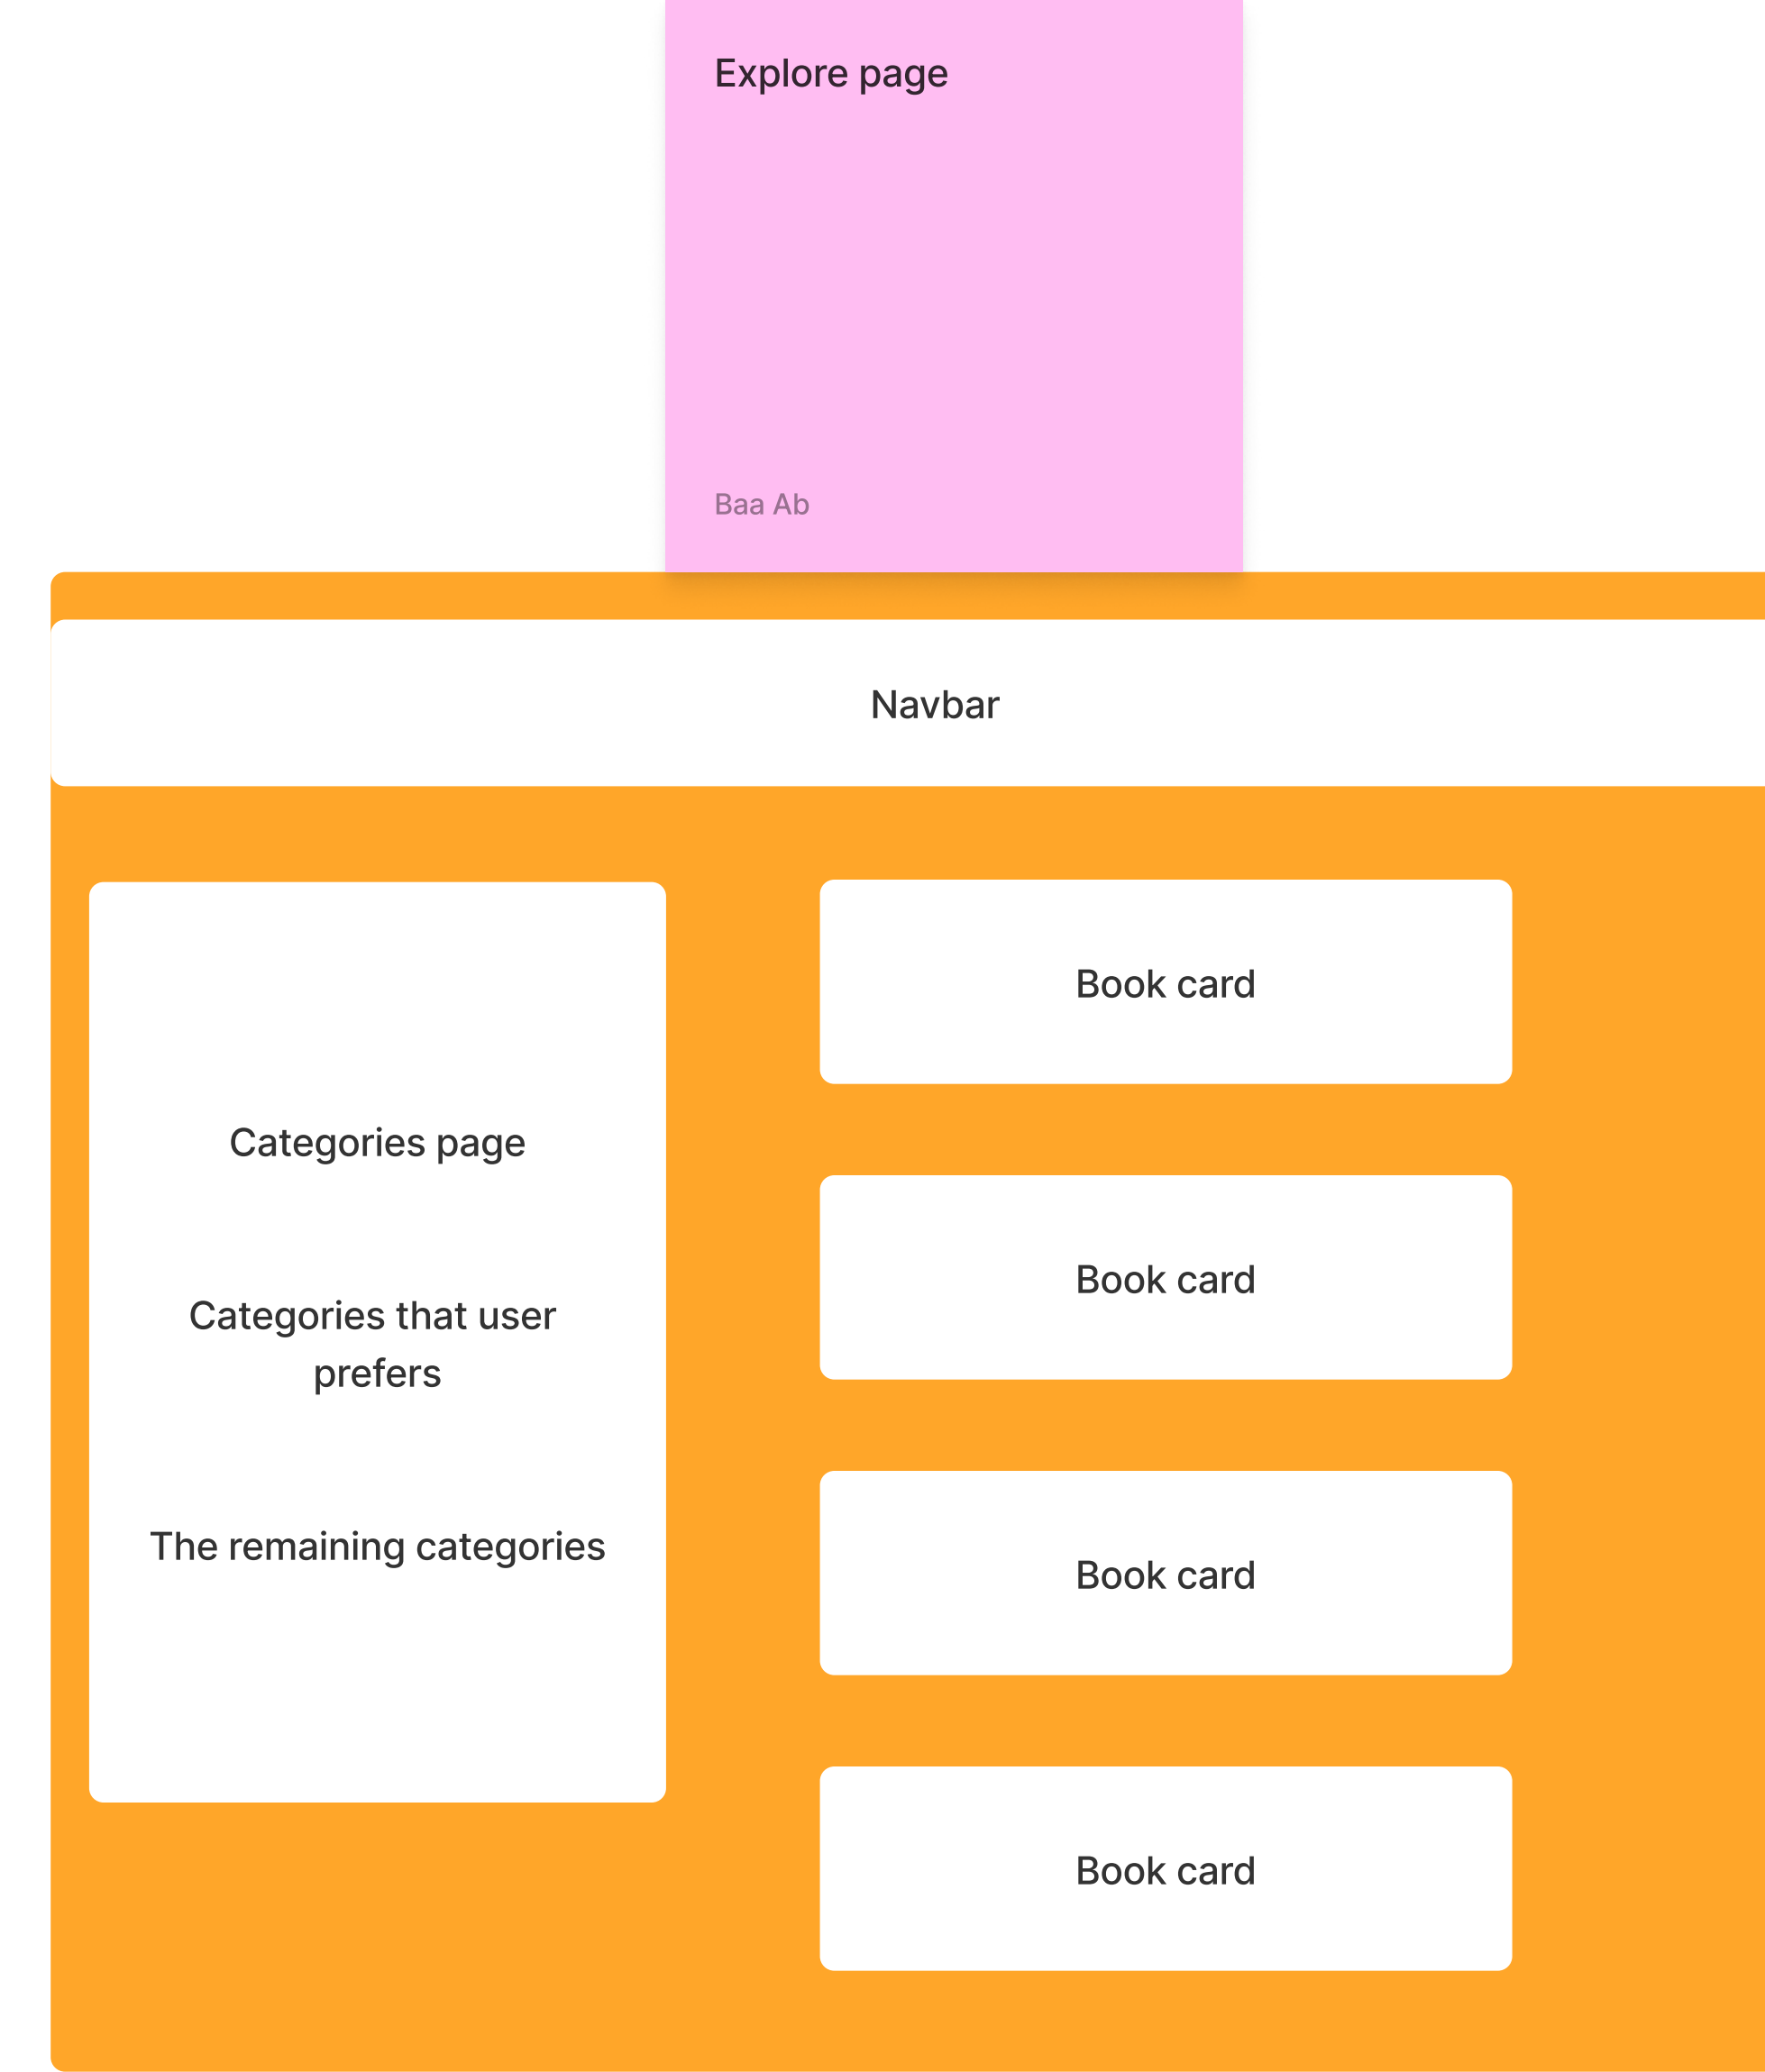 Explore page
Baa Ab
Navbar
Categories page
Categories that user
prefers
The remaining categories
Book card
Book card
Book card
Book card